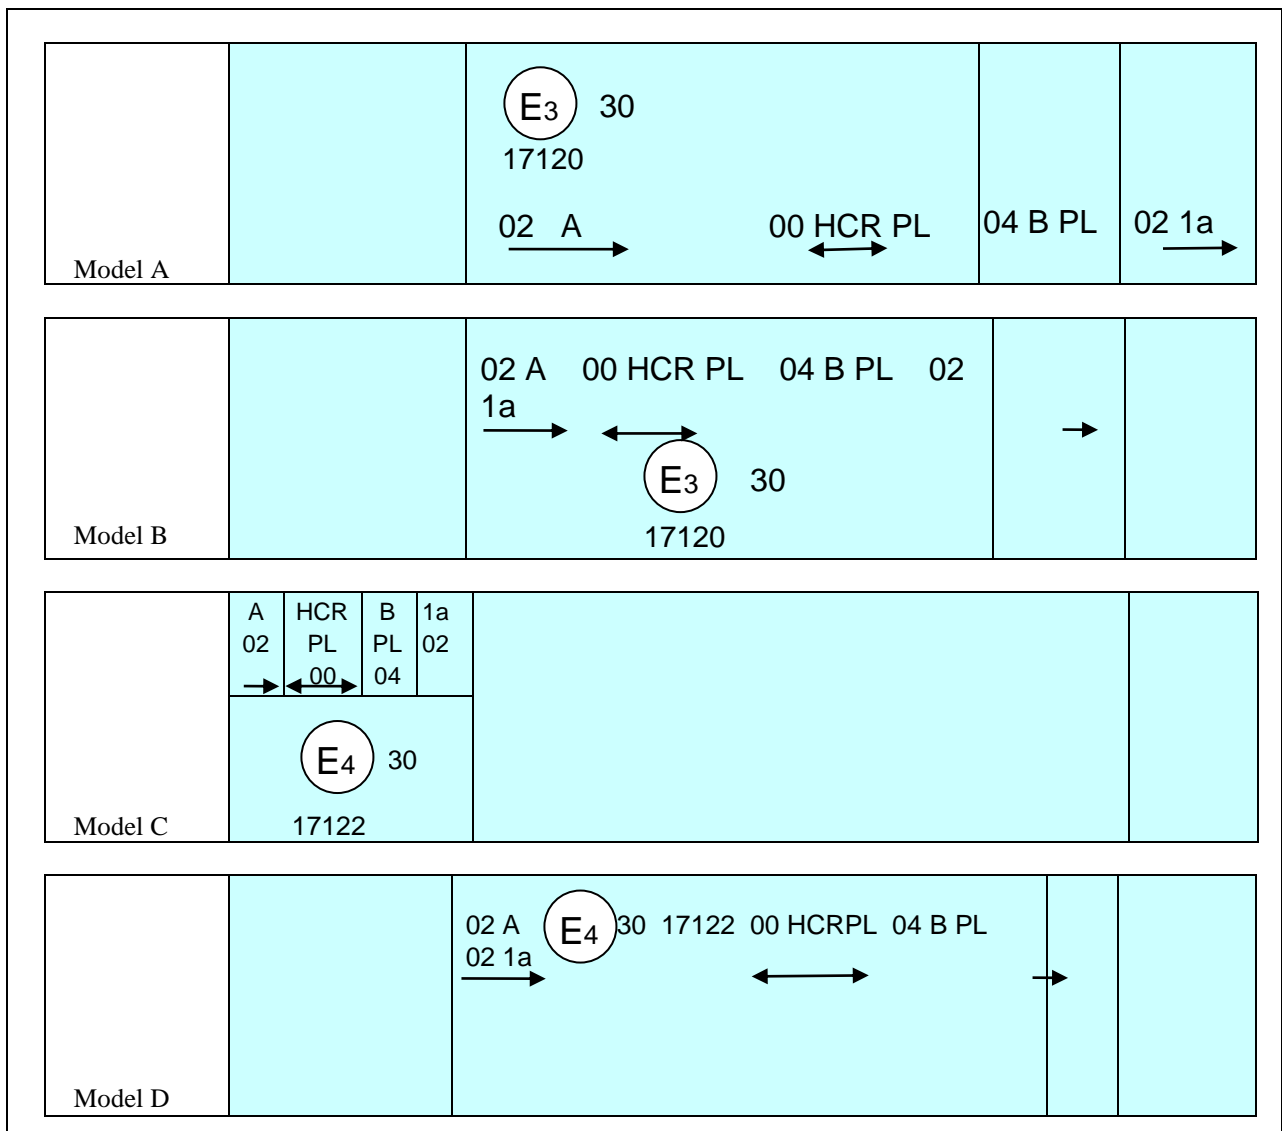 E3 30
17120
02 A 00 HCR PL 04 B PL 02 1a
Model A
02 A 00 HCR PL 04 B PL 02
1a
E3 30
17120
Model B
A HCR B 1a
02 PL PL 02
00 04
E4 30
17122
Model C
02 A E4 30 17122 00 HCRPL 04 B PL
02 1a
Model D